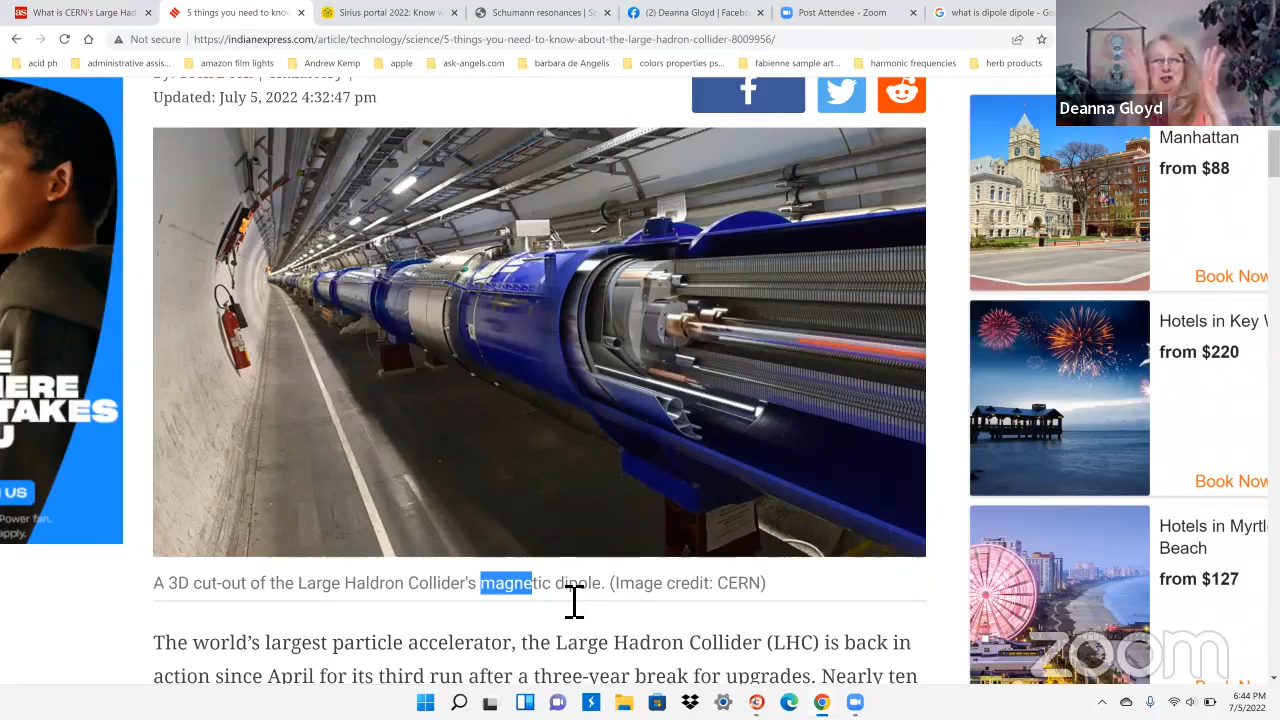 Is CERN's Large Had
5 things you need to know
Sirius portal 2022: Know w
Schumann resonances | Sp
(2) Deanna Gloyd | Facebo
Post Attendee - Zoom
what is dipole dipole - Go
Not secure
https://indianexpress.com/article/technology/science/5-things-you-need-to-know-about-the-large-hadron-collider-8009956/
acid ph
administrative assis...
amazon film lights
Andrew Kemp
apple
ask-angels.com
barbara de Angelis
colors properties ps...
fabienne sample art...
harmonic frequencies
herb products
Deanna Gloyd
Updated: July 5, 2022 4:32:47 pm
Manhattan
from $88
Book Now
Hotels in Key W
from $220
Book Now
Hotels in Myrtl
Beach
from $127
HERE
TAKES
U
US
Power fan.
apply.
A 3D cut-out of the Large Haldron Collider's magnetic dipole. (Image credit: CERN)
The world's largest particle accelerator, the Large Hadron Collider (LHC) is back in
action since April for its third run after a three-year break for upgrades. Nearly ten
zoom
6:44 PM
7/5/2022